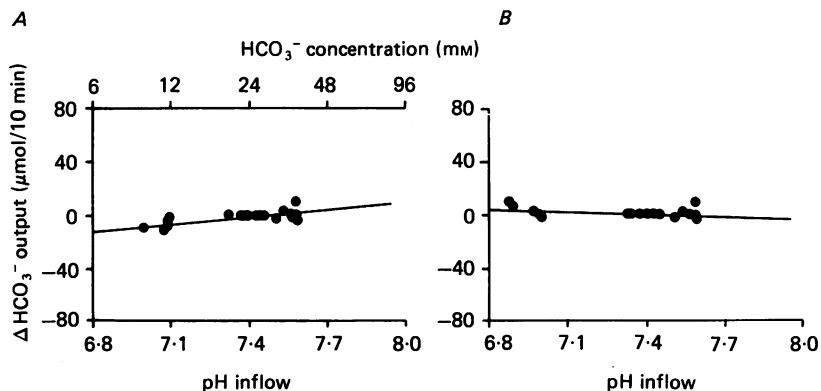 A
B
HCO₃⁻ concentration (mM)
6 12 24 48 96
80
40
0
−40
−80
Δ HCO₃⁻ output (μmol/10 min)
6·8 7·1 7·4 7·7 8·0
pH inflow
80
40
0
−40
−80
6·8 7·1 7·4 7·7 8·0
pH inflow